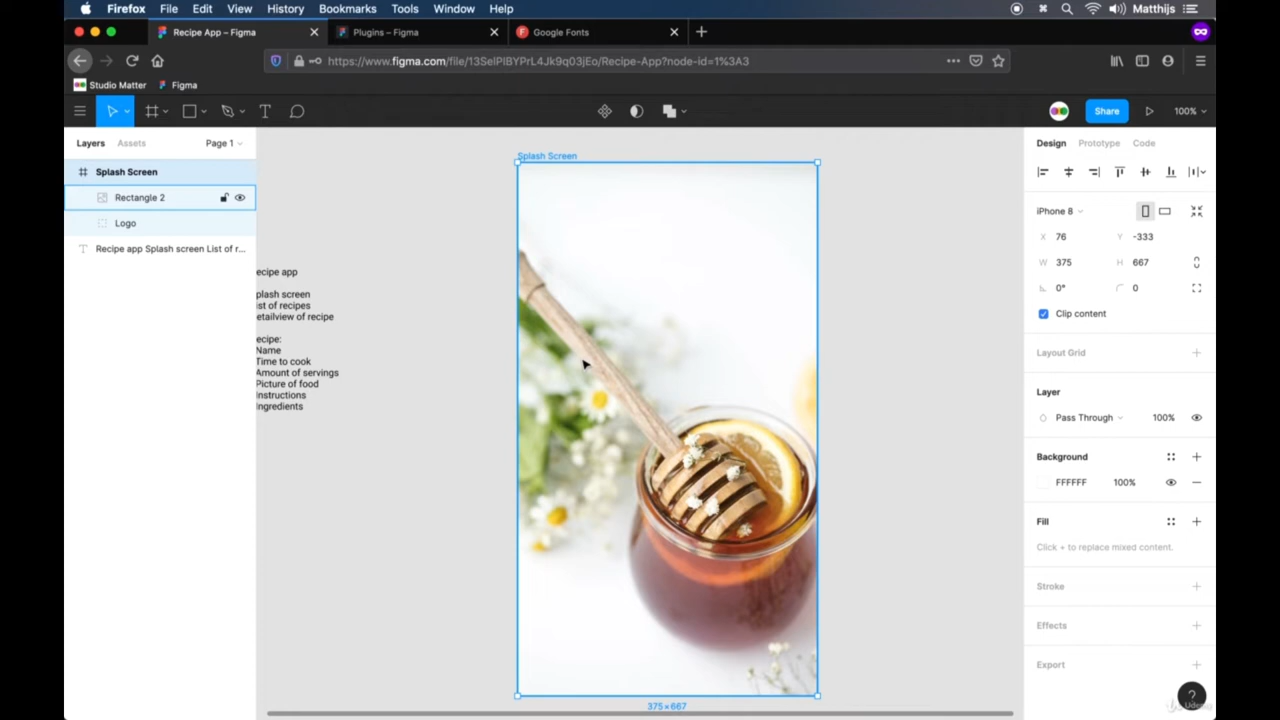 Firefox File Edit View History Bookmarks Tools Window Help Matthijs
Recipe App – Figma Plugins – Figma Google Fonts
https://www.figma.com/file/13SelPlBYPrL4Jk9q03jEo/Recipe-App?node-id=1%3A3
Studio Matter Figma
Share 100%
Layers Assets Page 1
Splash Screen
Rectangle 2
Logo
Recipe app Splash screen List of r...
ecipe app
plash screen
ist of recipes
etailview of recipe
ecipe:
Name
Time to cook
Amount of servings
Picture of food
Instructions
Ingredients
Splash Screen
375×667
Design Prototype Code
iPhone 8
X 76 Y -333
W 375 H 667
0° 0
Clip content
Layout Grid
Layer
Pass Through 100%
Background
FFFFFF 100%
Fill
Click + to replace mixed content.
Stroke
Effects
Export
?
Udemy